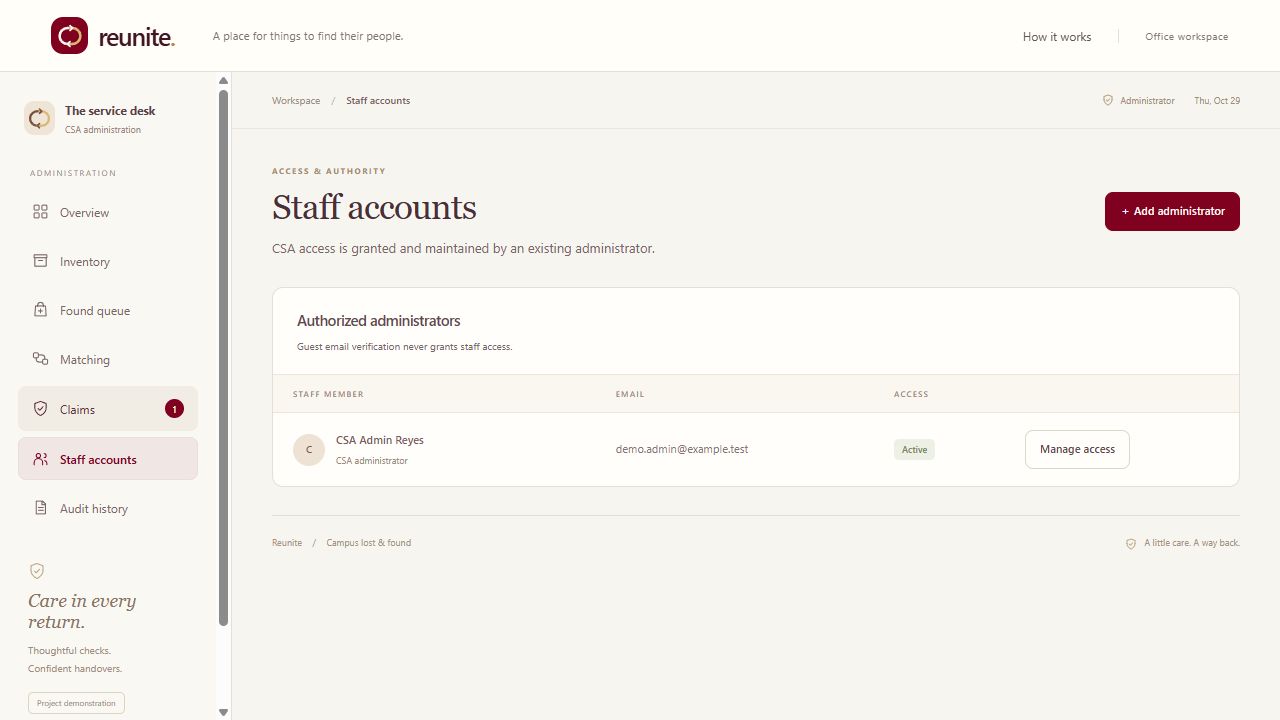 reunite.
A place for things to find their people.
How it works
Office workspace
The service desk
CSA administration
ADMINISTRATION
Overview
Inventory
Found queue
Matching
Claims 1
Staff accounts
Audit history
Care in every
return.
Thoughtful checks.
Confident handovers.
Project demonstration
Workspace / Staff accounts
Administrator Thu, Oct 29
ACCESS & AUTHORITY
Staff accounts
CSA access is granted and maintained by an existing administrator.
+ Add administrator
Authorized administrators
Guest email verification never grants staff access.
STAFF MEMBER EMAIL ACCESS
C CSA Admin Reyes
CSA administrator
demo.admin@example.test
Active
Manage access
Reunite / Campus lost & found
A little care. A way back.